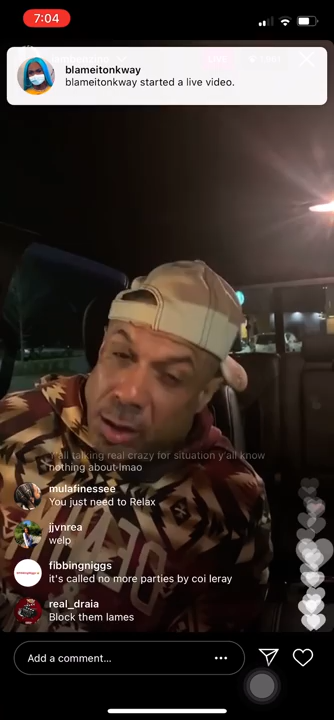 7:04
blameitonkway
blameitonkway started a live video.
y'all talking real crazy for situation y'all know
nothing about lmao
mulafinessee
You just need to Relax
jjvnrea
welp
fibbingniggs
it's called no more parties by coi leray
real_draia
Block them lames
Add a comment...